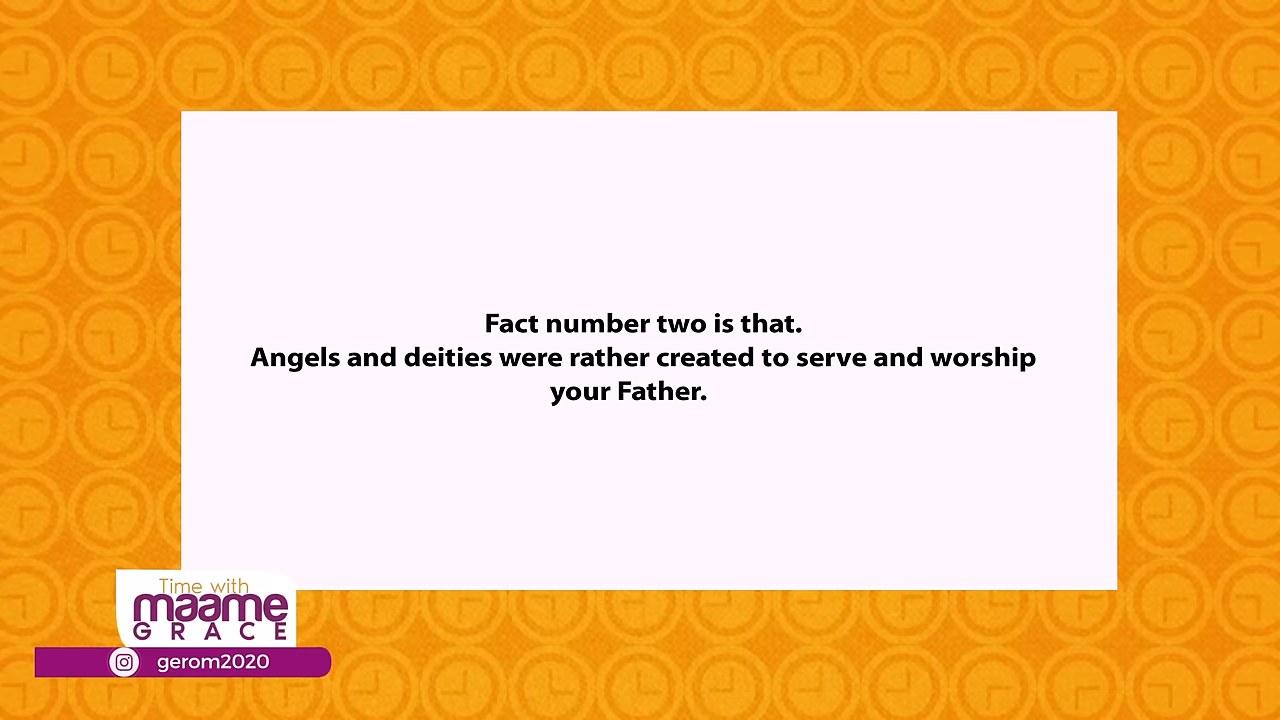 Fact number two is that.
Angels and deities were rather created to serve and worship
your Father.
Time with
maame
GRACE
gerom2020